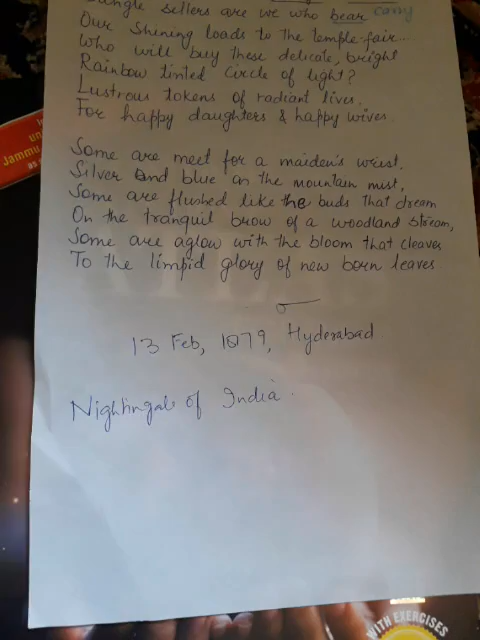 Bangle sellers are we who bear carry
Our Shining loads to the temple-fair...
Who will buy these delicate, bright
Rainbow tinted Circle of light?
Lustrous tokens of radiant lives,
For happy daughters & happy wives.
Some are meet for a maiden's wrist,
Silver and blue as the mountain mist,
Some are flushed like the buds that dream
On the tranquil brow of a woodland stream,
Some are aglow with the bloom that cleaves
To the limpid glory of new born leaves
13 Feb, 1879, Hyderabad
Nightingale of India.
Jammu
WITH EXERCISES